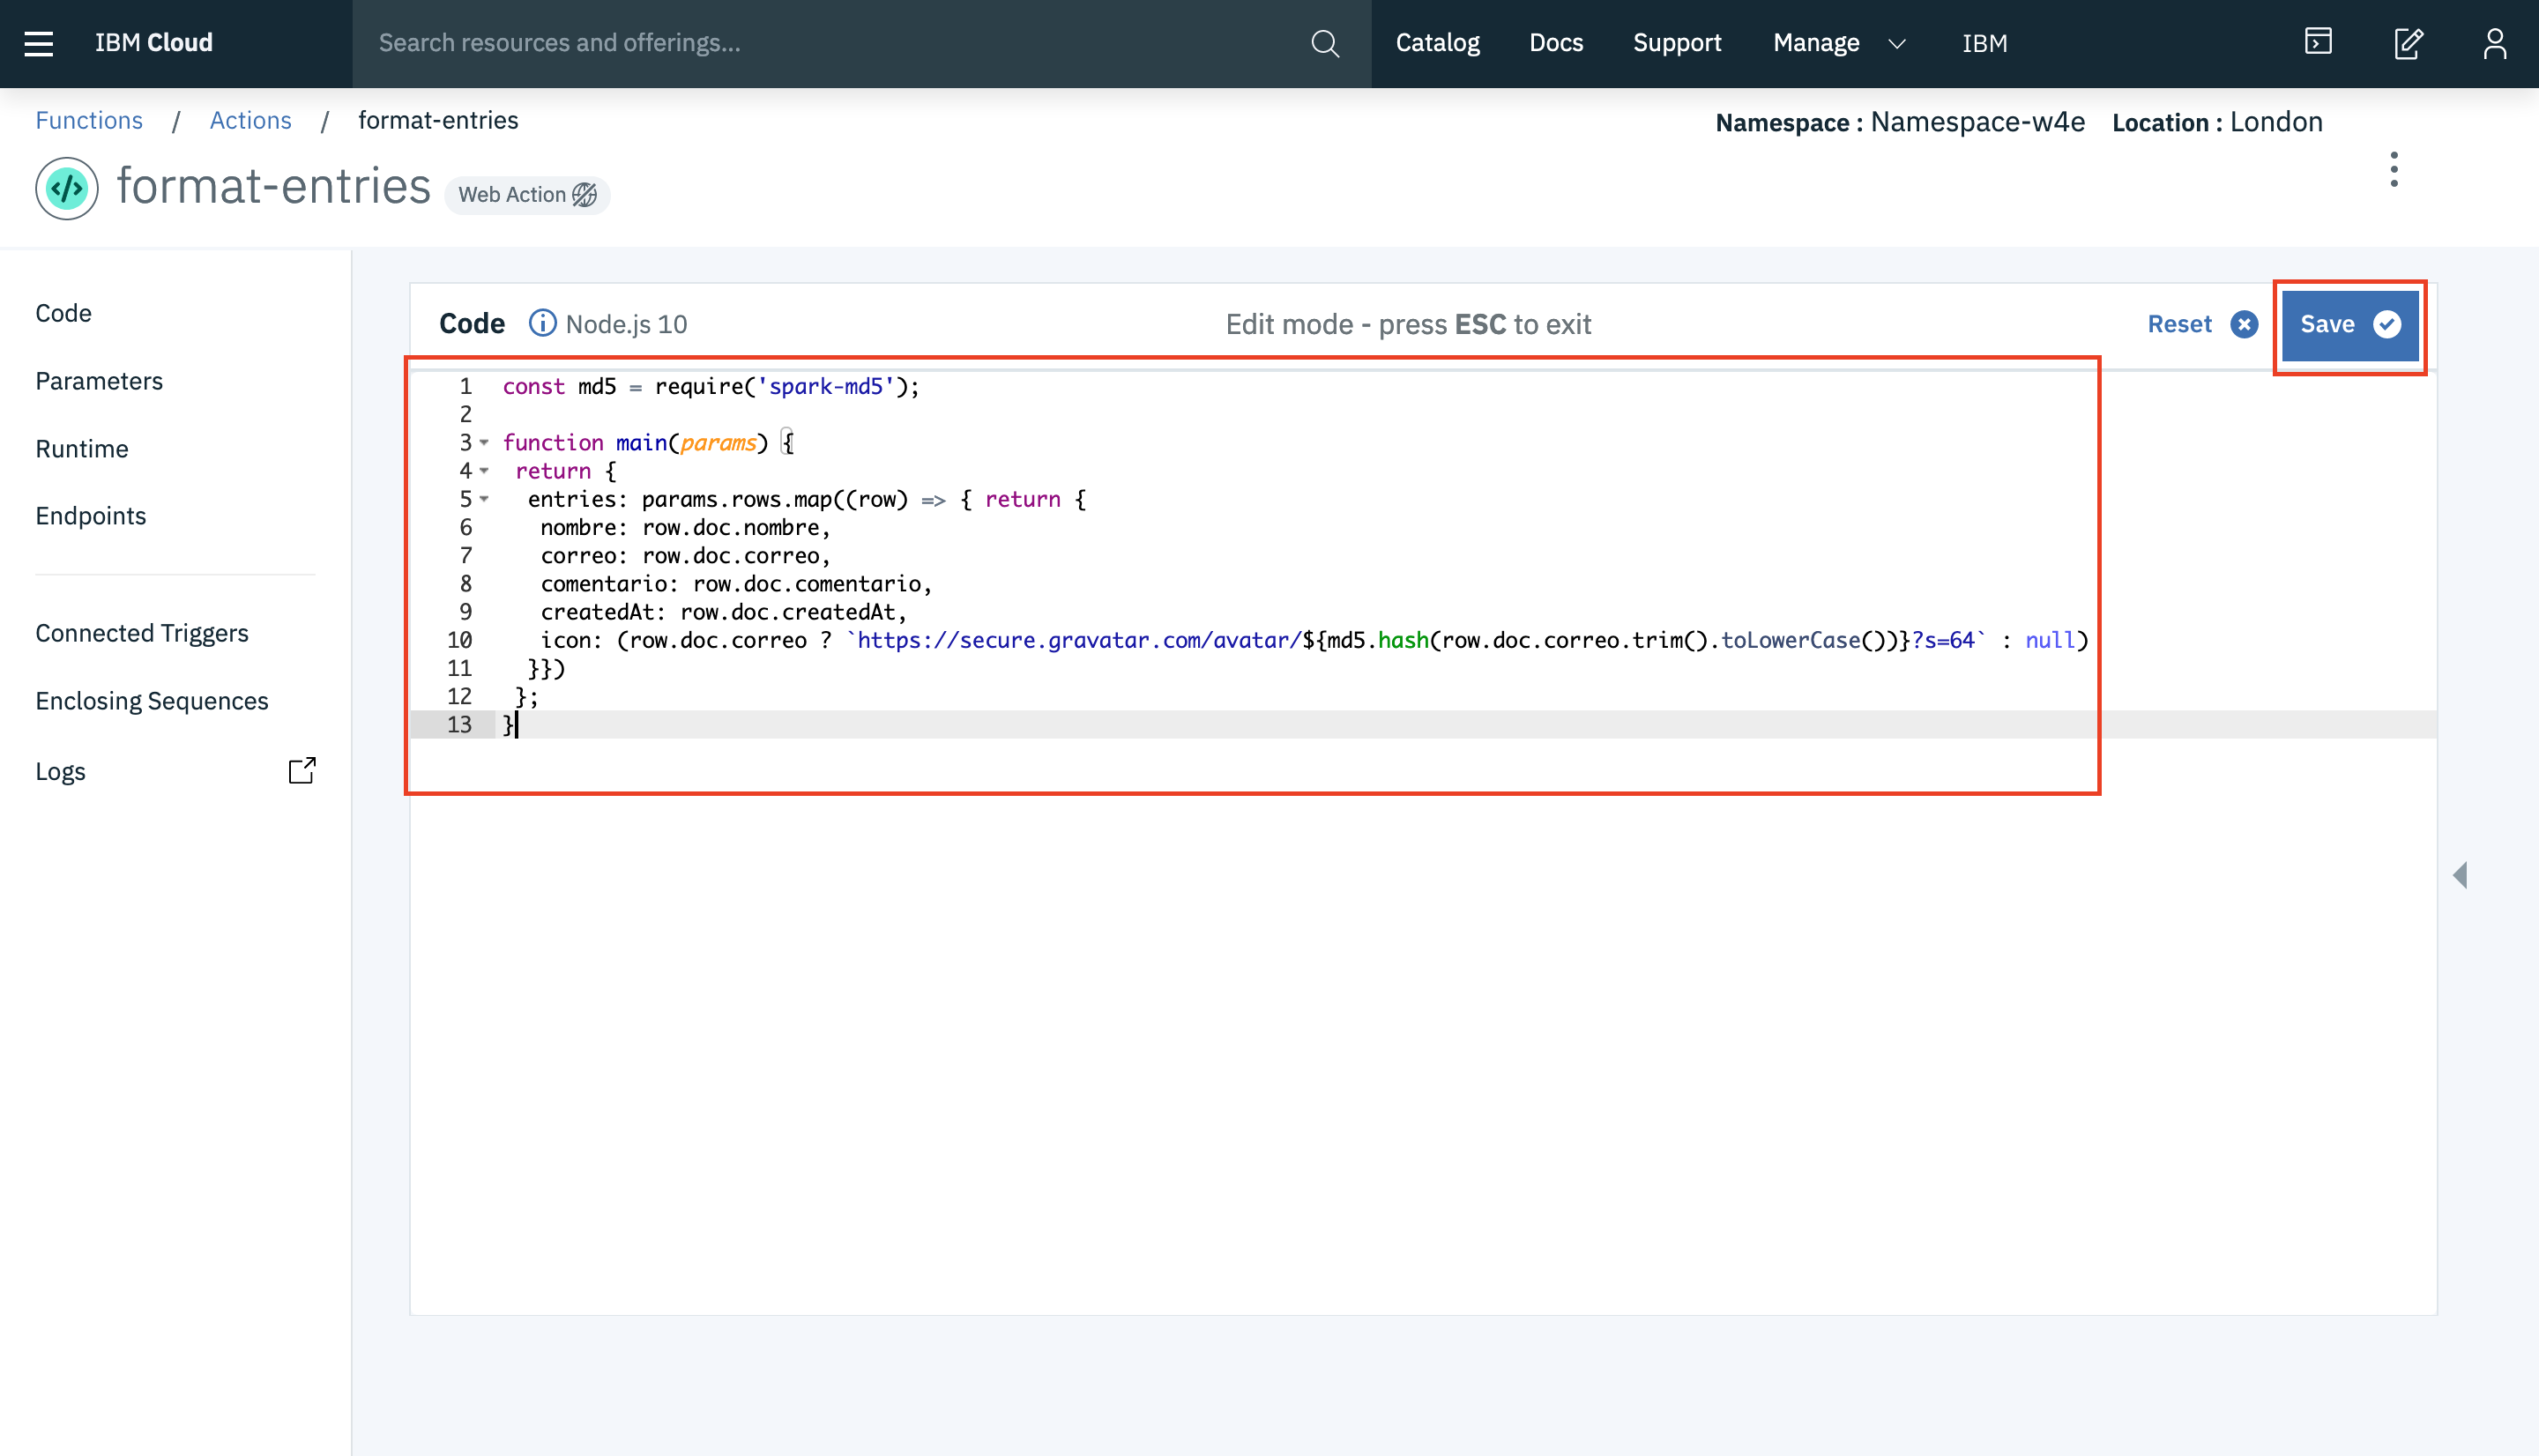 IBM Cloud
Search resources and offerings...
Catalog
Docs
Support
Manage
IBM
Functions / Actions / format-entries
Namespace : Namespace-w4e Location : London
format-entries
Web Action
Code
Parameters
Runtime
Endpoints
Connected Triggers
Enclosing Sequences
Logs
Code
Node.js 10
Edit mode - press ESC to exit
Reset
Save
1 const md5 = require('spark-md5');
2
3 function main(params) {
4 return {
5 entries: params.rows.map((row) => { return {
6 nombre: row.doc.nombre,
7 correo: row.doc.correo,
8 comentario: row.doc.comentario,
9 createdAt: row.doc.createdAt,
10 icon: (row.doc.correo ? `https://secure.gravatar.com/avatar/${md5.hash(row.doc.correo.trim().toLowerCase())}?s=64` : null)
11 }})
12 };
13 }